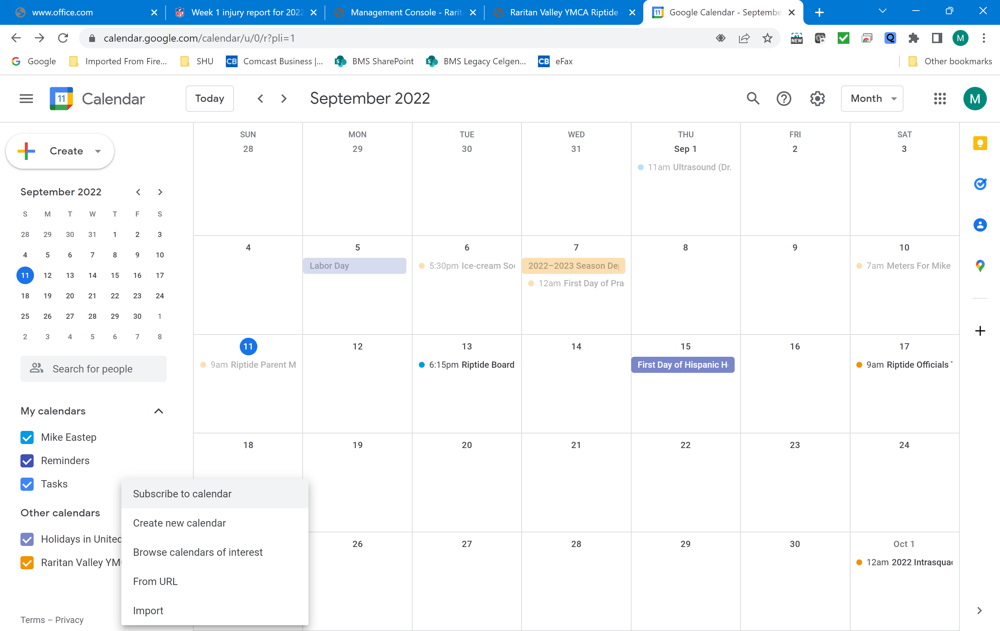 www.office.com
Week 1 injury report for 2022
Management Console - Rarit
Raritan Valley YMCA Riptide
Google Calendar - Septembe
calendar.google.com/calendar/u/0/r?pli=1
NEW
Q
M
Google
Imported From Fire...
SHU
CB
Comcast Business |...
BMS SharePoint
BMS Legacy Celgen...
CB
eFax
Other bookmarks
11
Calendar
Today
September 2022
Month
M
Create
September 2022
S M T W T F S
28 29 30 31 1 2 3
4 5 6 7 8 9 10
11 12 13 14 15 16 17
18 19 20 21 22 23 24
25 26 27 28 29 30 1
2 3 4 5 6 7 8
Search for people
My calendars
Mike Eastep
Reminders
Tasks
Other calendars
Holidays in United
Raritan Valley YM
Terms – Privacy
Subscribe to calendar
Create new calendar
Browse calendars of interest
From URL
Import
SUN MON TUE WED THU FRI SAT
28 29 30 31 Sep 1 2 3
11am Ultrasound (Dr.
4 5 6 7 8 9 10
Labor Day
5:30pm Ice-cream Soc
2022–2023 Season Dep
7am Meters For Mike
12am First Day of Pra
11 12 13 14 15 16 17
9am Riptide Parent M
6:15pm Riptide Board
First Day of Hispanic H
9am Riptide Officials
18 19 20 21 22 23 24
26 27 28 29 30 Oct 1
12am 2022 Intrasqua